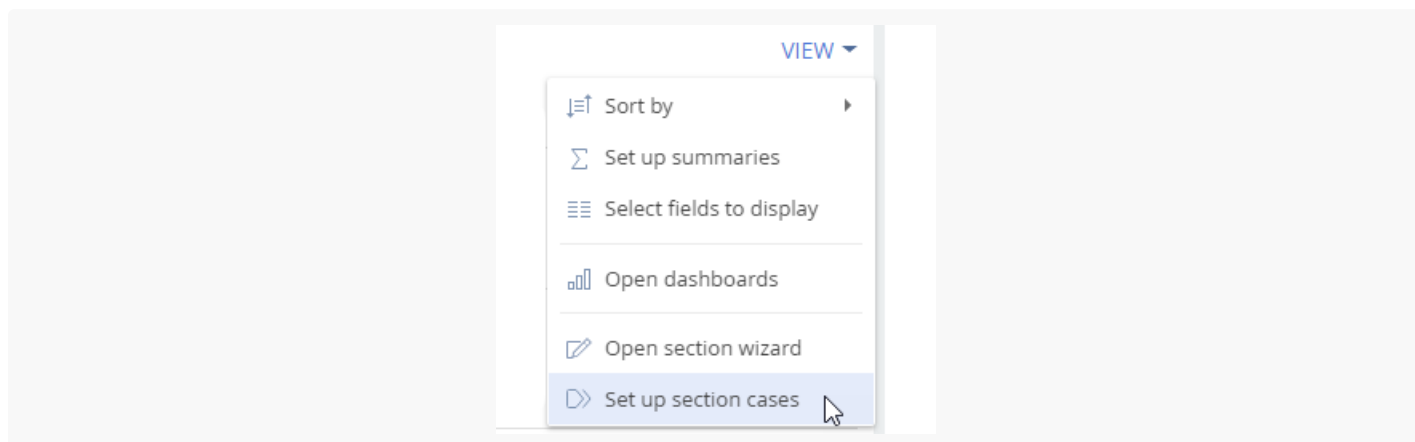 VIEW
Sort by
Set up summaries
Select fields to display
Open dashboards
Open section wizard
Set up section cases